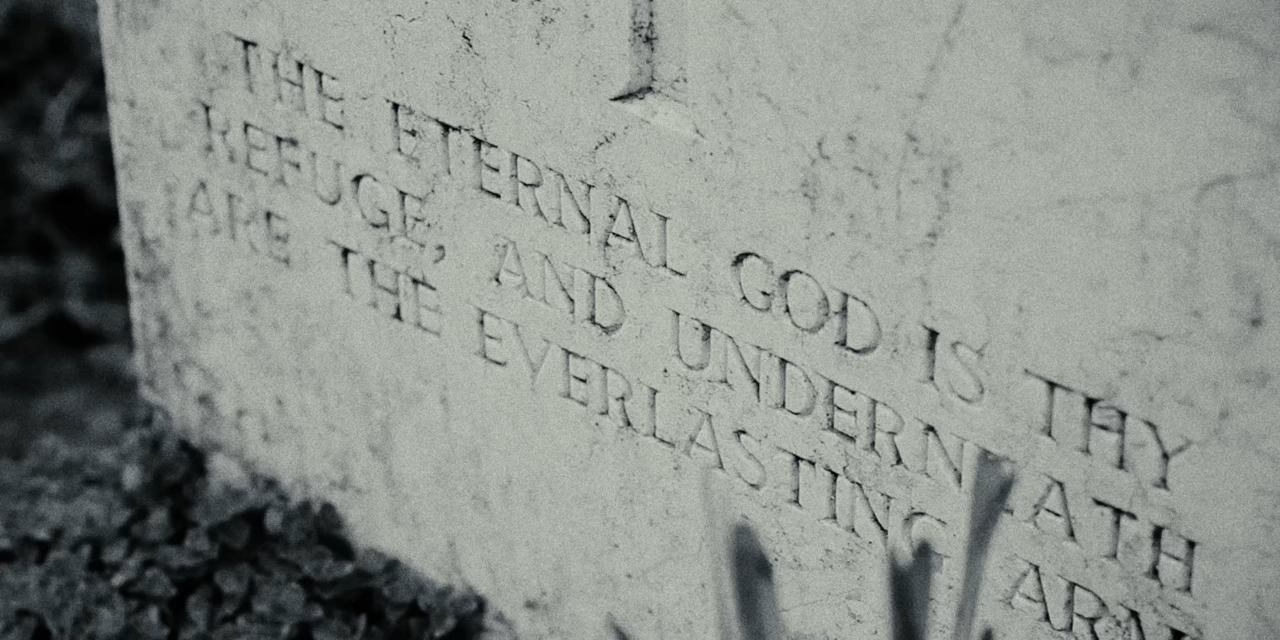 THE ETERNAL GOD IS THY
REFUGE, AND UNDERNEATH
ARE THE EVERLASTING ARMS